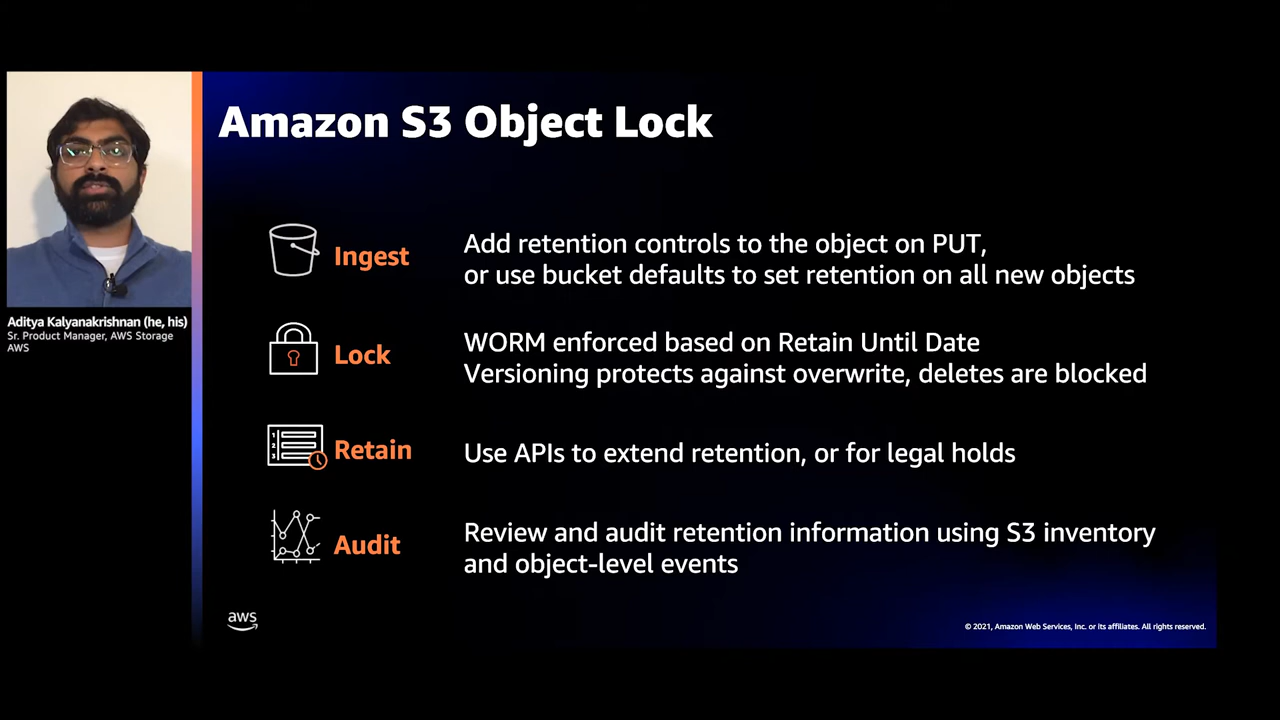 Amazon S3 Object Lock
Aditya Kalyanakrishnan (he, his)
Sr. Product Manager, AWS Storage
AWS
Ingest
Add retention controls to the object on PUT,
or use bucket defaults to set retention on all new objects
Lock
WORM enforced based on Retain Until Date
Versioning protects against overwrite, deletes are blocked
1
2
3
Retain
Use APIs to extend retention, or for legal holds
Audit
Review and audit retention information using S3 inventory
and object-level events
aws
© 2021, Amazon Web Services, Inc. or its affiliates. All rights reserved.